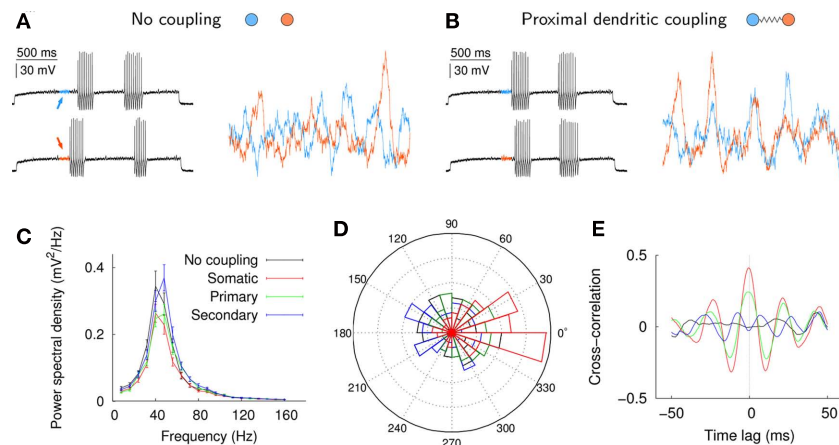 A
No coupling
500 ms
30 mV
B
Proximal dendritic coupling
500 ms
30 mV
C
Power spectral density (mV²/Hz)
0.4
0.2
0
0
40
80
120
160
Frequency (Hz)
No coupling
Somatic
Primary
Secondary
D
90
60
30
0°
330
300
270
240
210
180
150
120
E
Cross–correlation
0.5
0
−0.5
−50
0
50
Time lag (ms)